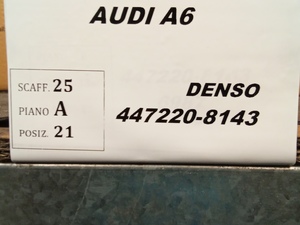 AUDI A6
SCAFF. 25
PIANO A
POSIZ. 21
DENSO
447220-8143